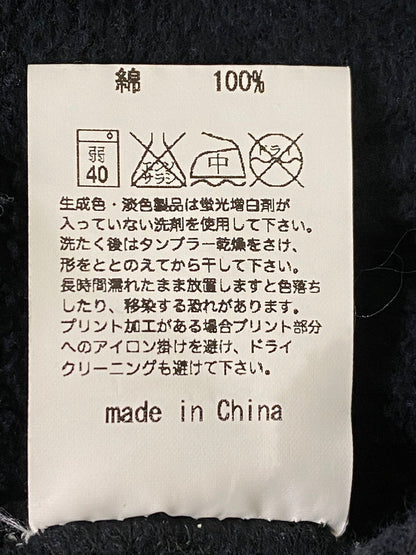 綿 100%
弱 エンソ 中 ドライ
40 サラシ
生成色・淡色製品は蛍光増白剤が
入っていない洗剤を使用して下さい。
洗たく後はタンブラー乾燥をさけ、
形をととのえてから干して下さい。
長時間濡れたまま放置しますと色落ち
したり、移染する恐れがあります。
プリント加工がある場合プリント部分
へのアイロン掛けを避け、ドライ
クリーニングも避けて下さい。
made in China